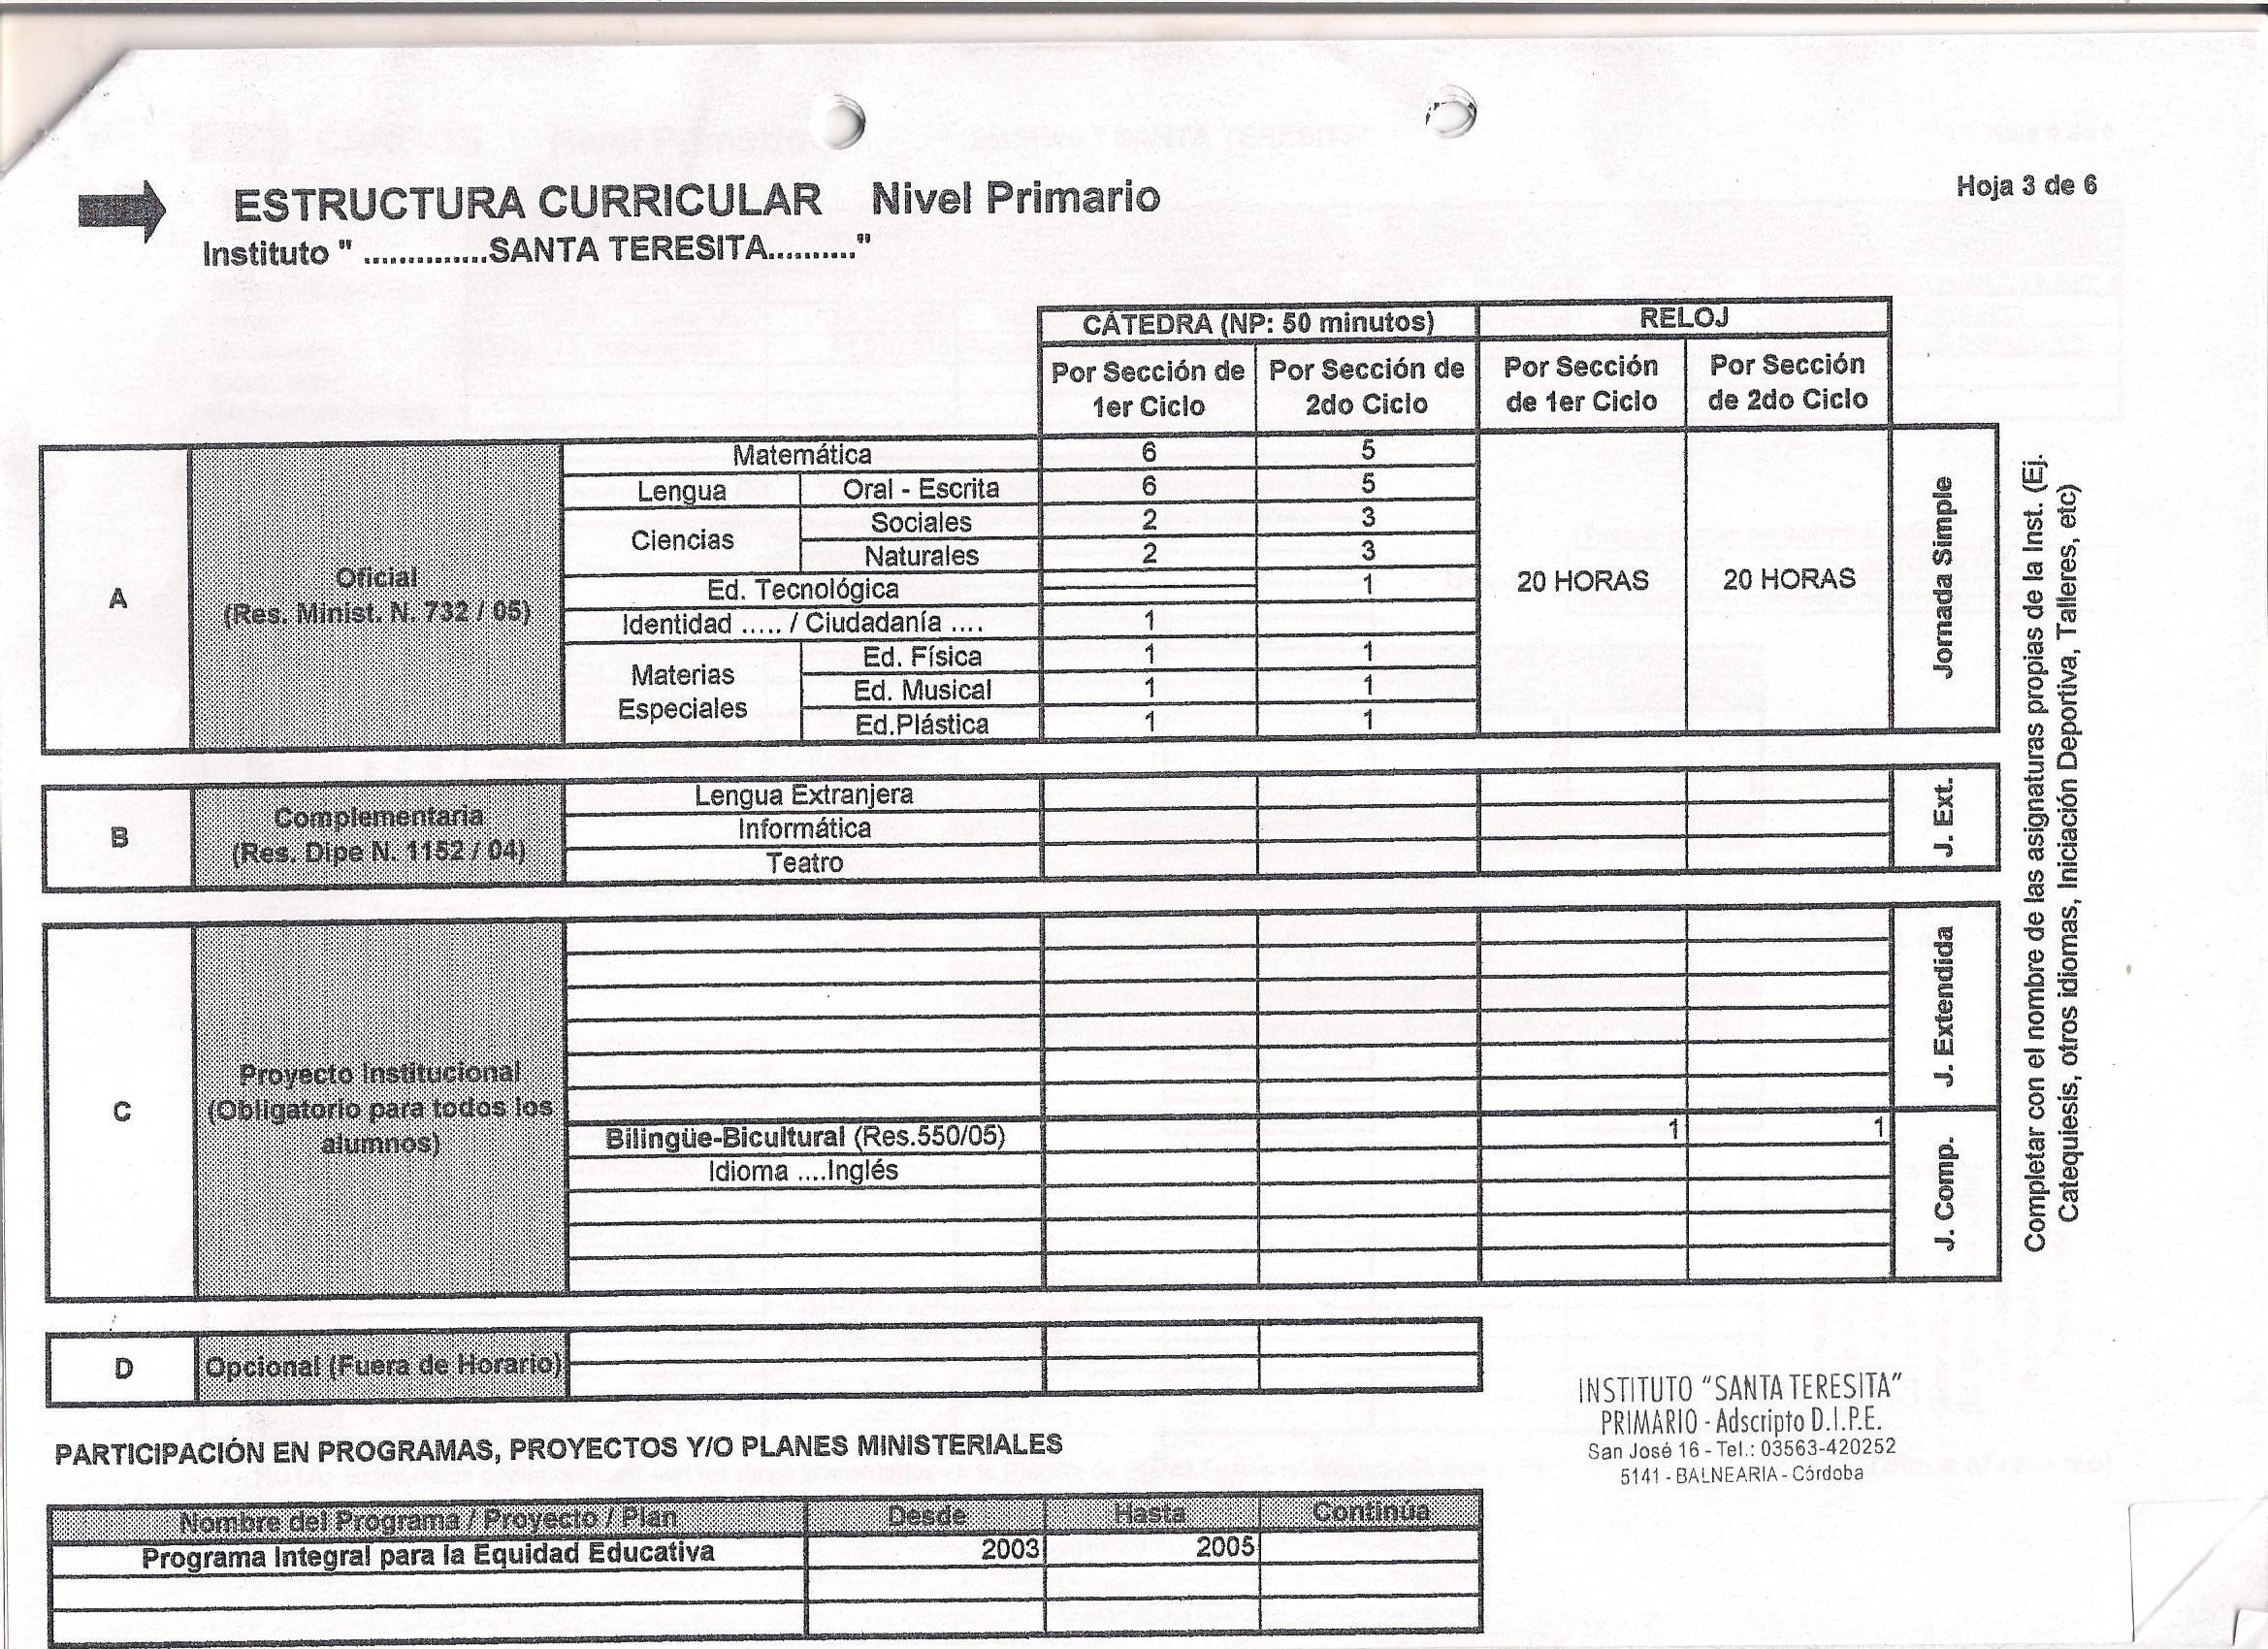 ESTRUCTURA CURRICULAR Nivel Primario
Hoja 3 de 6
Instituto " ..............SANTA TERESITA.........."
CÁTEDRA (NP: 50 minutos) RELOJ
Por Sección de 1er Ciclo Por Sección de 2do Ciclo Por Sección de 1er Ciclo Por Sección de 2do Ciclo
A
Oficial
(Res. Minist. N. 732 / 05)
Matemática 6 5
Lengua Oral - Escrita 6 5
Ciencias Sociales 2 3
Naturales 2 3
Ed. Tecnológica 1
Identidad ..... / Ciudadanía .... 1
Materias Especiales Ed. Física 1 1
Ed. Musical 1 1
Ed.Plástica 1 1
20 HORAS 20 HORAS
Jornada Simple
B
Complementaria
(Res. Dipe N. 1152 / 04)
Lengua Extranjera
Informática
Teatro
J. Ext.
C
Proyecto Institucional
(Obligatorio para todos los
alumnos)
J. Extendida
Bilingüe-Bicultural (Res.550/05) 1 1
Idioma ....Inglés
J. Comp.
Completar con el nombre de las asignaturas propias de la Inst. (Ej.
Catequiesis, otros idiomas, Iniciación Deportiva, Talleres, etc)
D
Opcional (Fuera de Horario)
INSTITUTO "SANTA TERESITA"
PRIMARIO - Adscripto D.I.P.E.
San José 16 - Tel.: 03563-420252
5141 - BALNEARIA - Córdoba
PARTICIPACIÓN EN PROGRAMAS, PROYECTOS Y/O PLANES MINISTERIALES
Nombre del Programa / Proyecto / Plan Desde Hasta Continúa
Programa Integral para la Equidad Educativa 2003 2005